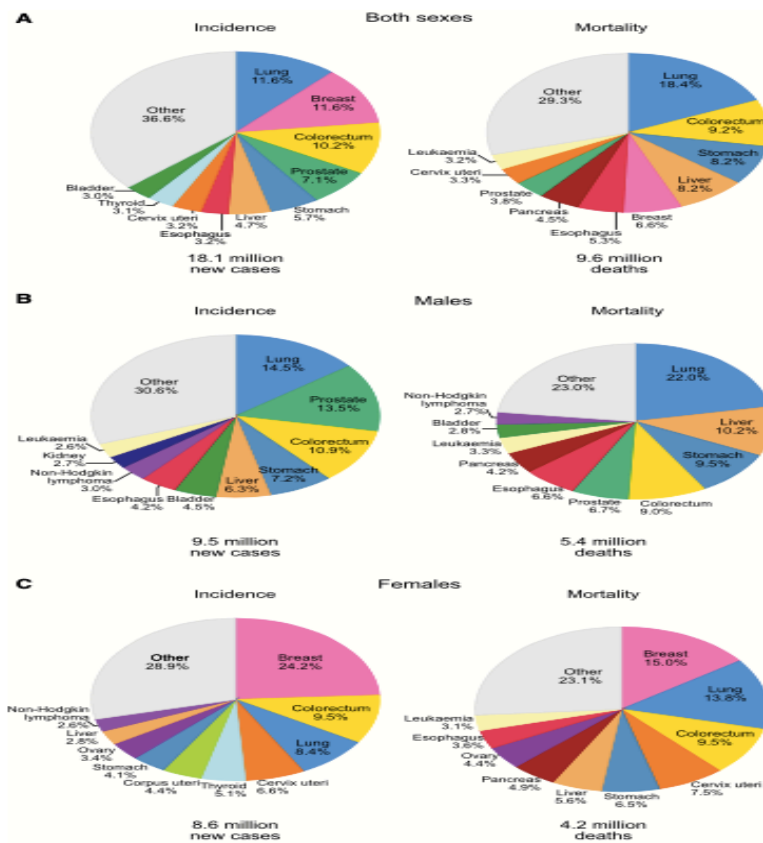 A
Both sexes
Incidence
Lung
11.6%
Breast
11.6%
Colorectum
10.2%
Prostate
7.1%
Stomach
5.7%
Liver
4.7%
Esophagus
3.2%
Cervix uteri
3.2%
Thyroid
3.1%
Bladder
3.0%
Other
36.6%
18.1 million
new cases
Mortality
Lung
18.4%
Colorectum
9.2%
Stomach
8.2%
Liver
8.2%
Breast
6.6%
Esophagus
5.3%
Pancreas
4.5%
Prostate
3.8%
Cervix uteri
3.3%
Leukaemia
3.2%
Other
29.3%
9.6 million
deaths
B
Males
Incidence
Lung
14.5%
Prostate
13.5%
Colorectum
10.9%
Stomach
7.2%
Liver
6.3%
Bladder
4.5%
Esophagus
4.2%
Non-Hodgkin
lymphoma
3.0%
Kidney
2.7%
Leukaemia
2.6%
Other
30.6%
9.5 million
new cases
Mortality
Lung
22.0%
Liver
10.2%
Stomach
9.5%
Colorectum
9.0%
Prostate
6.7%
Esophagus
6.6%
Pancreas
4.2%
Leukaemia
3.3%
Bladder
2.8%
Non-Hodgkin
lymphoma
2.7%
Other
23.0%
5.4 million
deaths
C
Females
Incidence
Breast
24.2%
Colorectum
9.5%
Lung
8.4%
Cervix uteri
6.6%
Thyroid
5.1%
Corpus uteri
4.4%
Stomach
4.1%
Ovary
3.4%
Liver
2.8%
Non-Hodgkin
lymphoma
2.6%
Other
28.9%
8.6 million
new cases
Mortality
Breast
15.0%
Lung
13.8%
Colorectum
9.5%
Cervix uteri
7.5%
Stomach
6.5%
Liver
5.6%
Pancreas
4.9%
Ovary
4.4%
Esophagus
3.6%
Leukaemia
3.1%
Other
23.1%
4.2 million
deaths